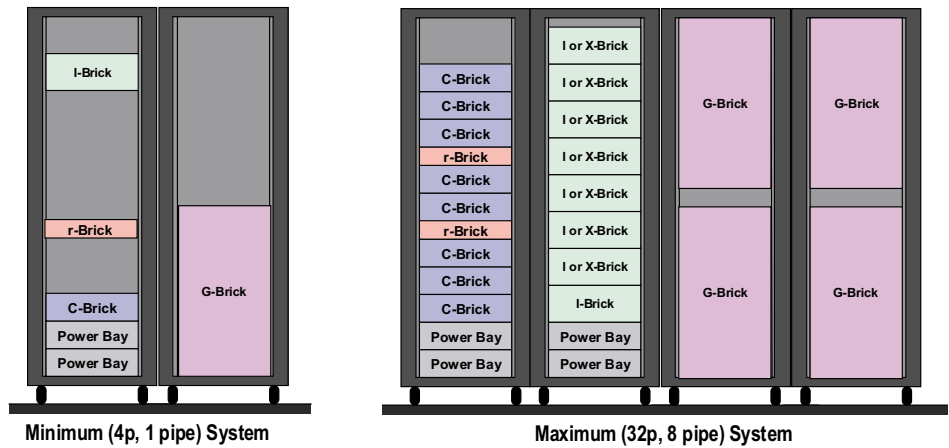 I-Brick
r-Brick
C-Brick
Power Bay
Power Bay
G-Brick
Minimum (4p, 1 pipe) System
C-Brick
C-Brick
C-Brick
r-Brick
C-Brick
C-Brick
r-Brick
C-Brick
C-Brick
C-Brick
Power Bay
Power Bay
I or X-Brick
I or X-Brick
I or X-Brick
I or X-Brick
I or X-Brick
I or X-Brick
I or X-Brick
I-Brick
Power Bay
Power Bay
G-Brick
G-Brick
G-Brick
G-Brick
Maximum (32p, 8 pipe) System